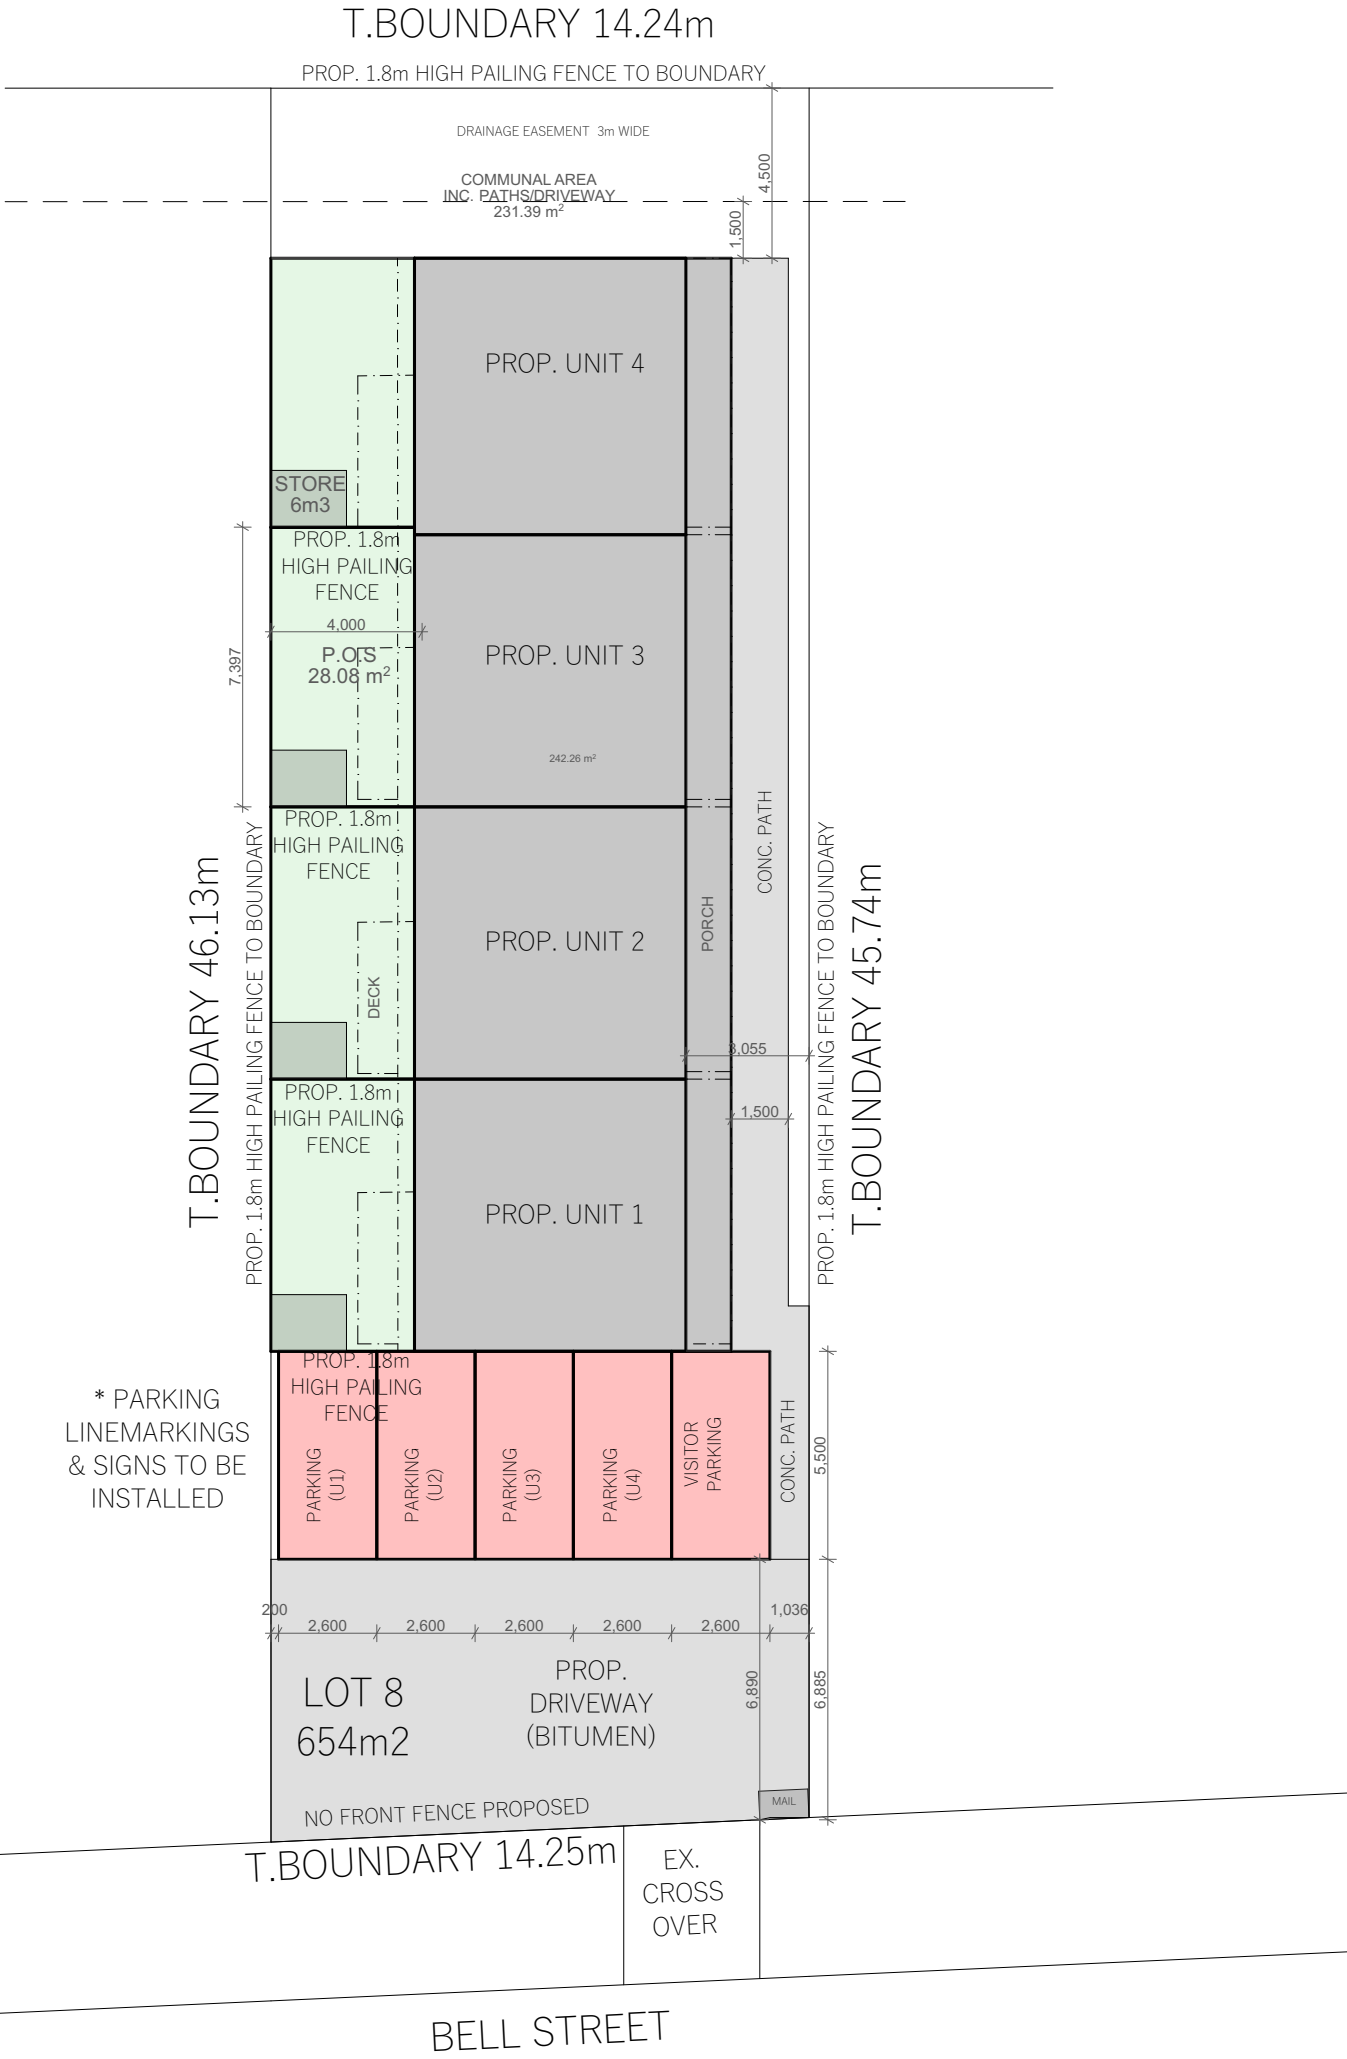 T.BOUNDARY 14.24m
PROP. 1.8m HIGH PAILING FENCE TO BOUNDARY
DRAINAGE EASEMENT 3m WIDE
COMMUNAL AREA
INC. PATHS/DRIVEWAY
231.39 m²
4,500
1,500
PROP. UNIT 4
STORE
6m3
PROP. 1.8m
HIGH PAILING
FENCE
4,000
P.O.S
28.08 m²
7,397
PROP. UNIT 3
242.26 m²
CONC. PATH
PROP. 1.8m
HIGH PAILING
FENCE
T.BOUNDARY 46.13m
PROP. 1.8m HIGH PAILING FENCE TO BOUNDARY
DECK
PROP. UNIT 2
PORCH
PROP. 1.8m HIGH PAILING FENCE TO BOUNDARY
T.BOUNDARY 45.74m
3,055
1,500
PROP. 1.8m
HIGH PAILING
FENCE
PROP. UNIT 1
PROP. 1.8m
HIGH PAILING
FENCE
* PARKING
LINEMARKINGS
& SIGNS TO BE
INSTALLED
PARKING
(U1)
PARKING
(U2)
PARKING
(U3)
PARKING
(U4)
VISITOR
PARKING
CONC. PATH
5,500
200
2,600
2,600
2,600
2,600
2,600
1,036
6,890
6,885
LOT 8
654m2
PROP.
DRIVEWAY
(BITUMEN)
MAIL
NO FRONT FENCE PROPOSED
T.BOUNDARY 14.25m
EX.
CROSS
OVER
BELL STREET